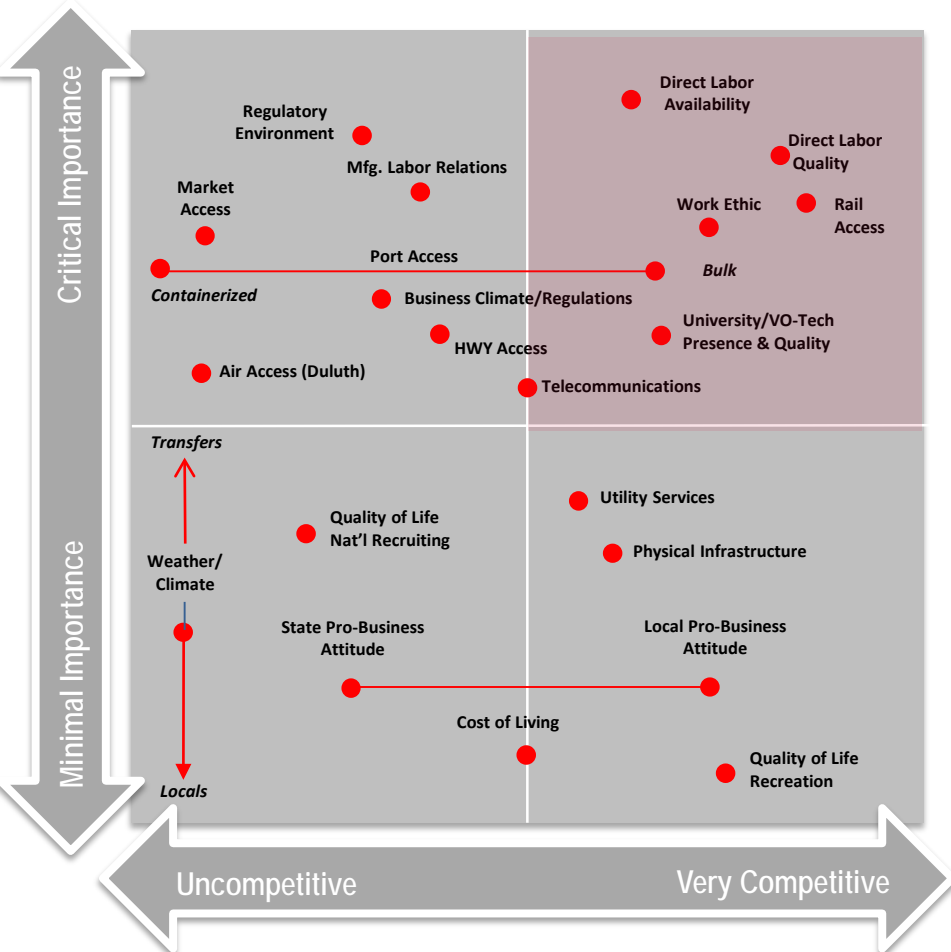 Critical Importance
Minimal Importance
Direct Labor
Availability
Regulatory
Environment
Direct Labor
Quality
Mfg. Labor Relations
Market
Access
Work Ethic
Rail
Access
Port Access
Bulk
Containerized
Business Climate/Regulations
University/VO-Tech
Presence & Quality
HWY Access
Air Access (Duluth)
Telecommunications
Transfers
Utility Services
Quality of Life
Nat'l Recruiting
Physical Infrastructure
Weather/
Climate
State Pro-Business
Attitude
Local Pro-Business
Attitude
Cost of Living
Quality of Life
Recreation
Locals
Uncompetitive
Very Competitive